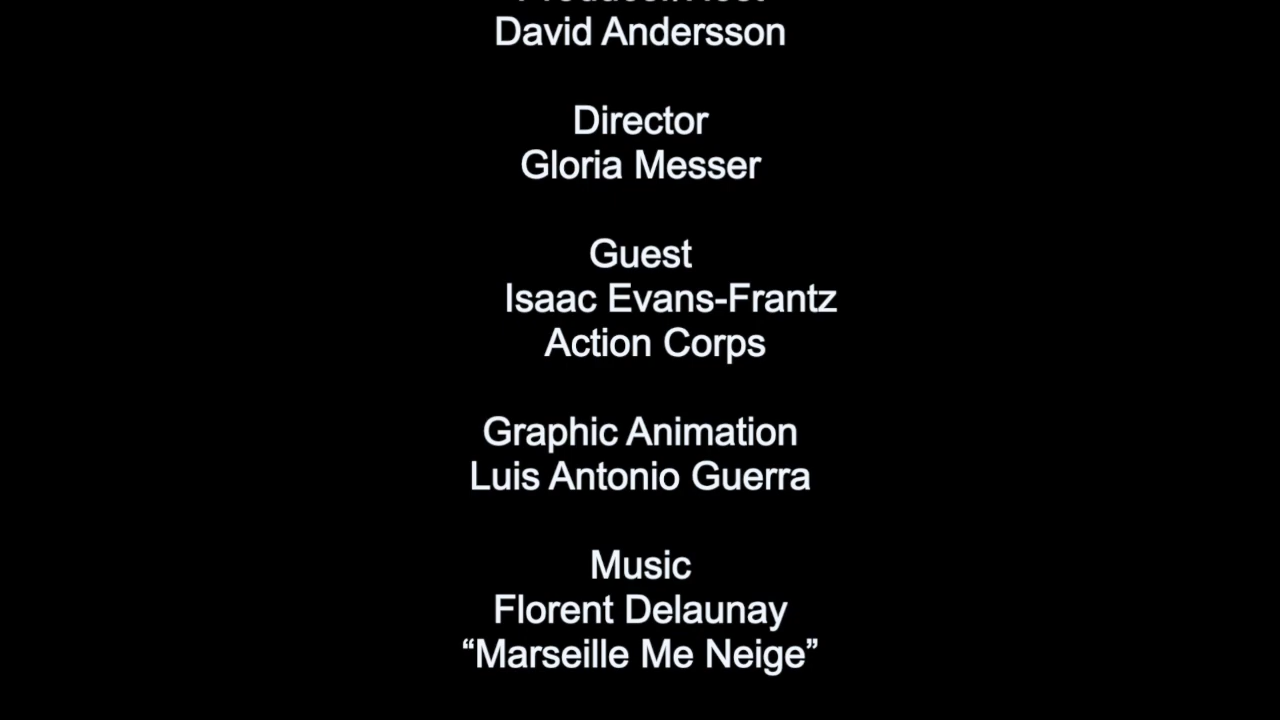 David Andersson
Director
Gloria Messer
Guest
Isaac Evans-Frantz
Action Corps
Graphic Animation
Luis Antonio Guerra
Music
Florent Delaunay
“Marseille Me Neige”